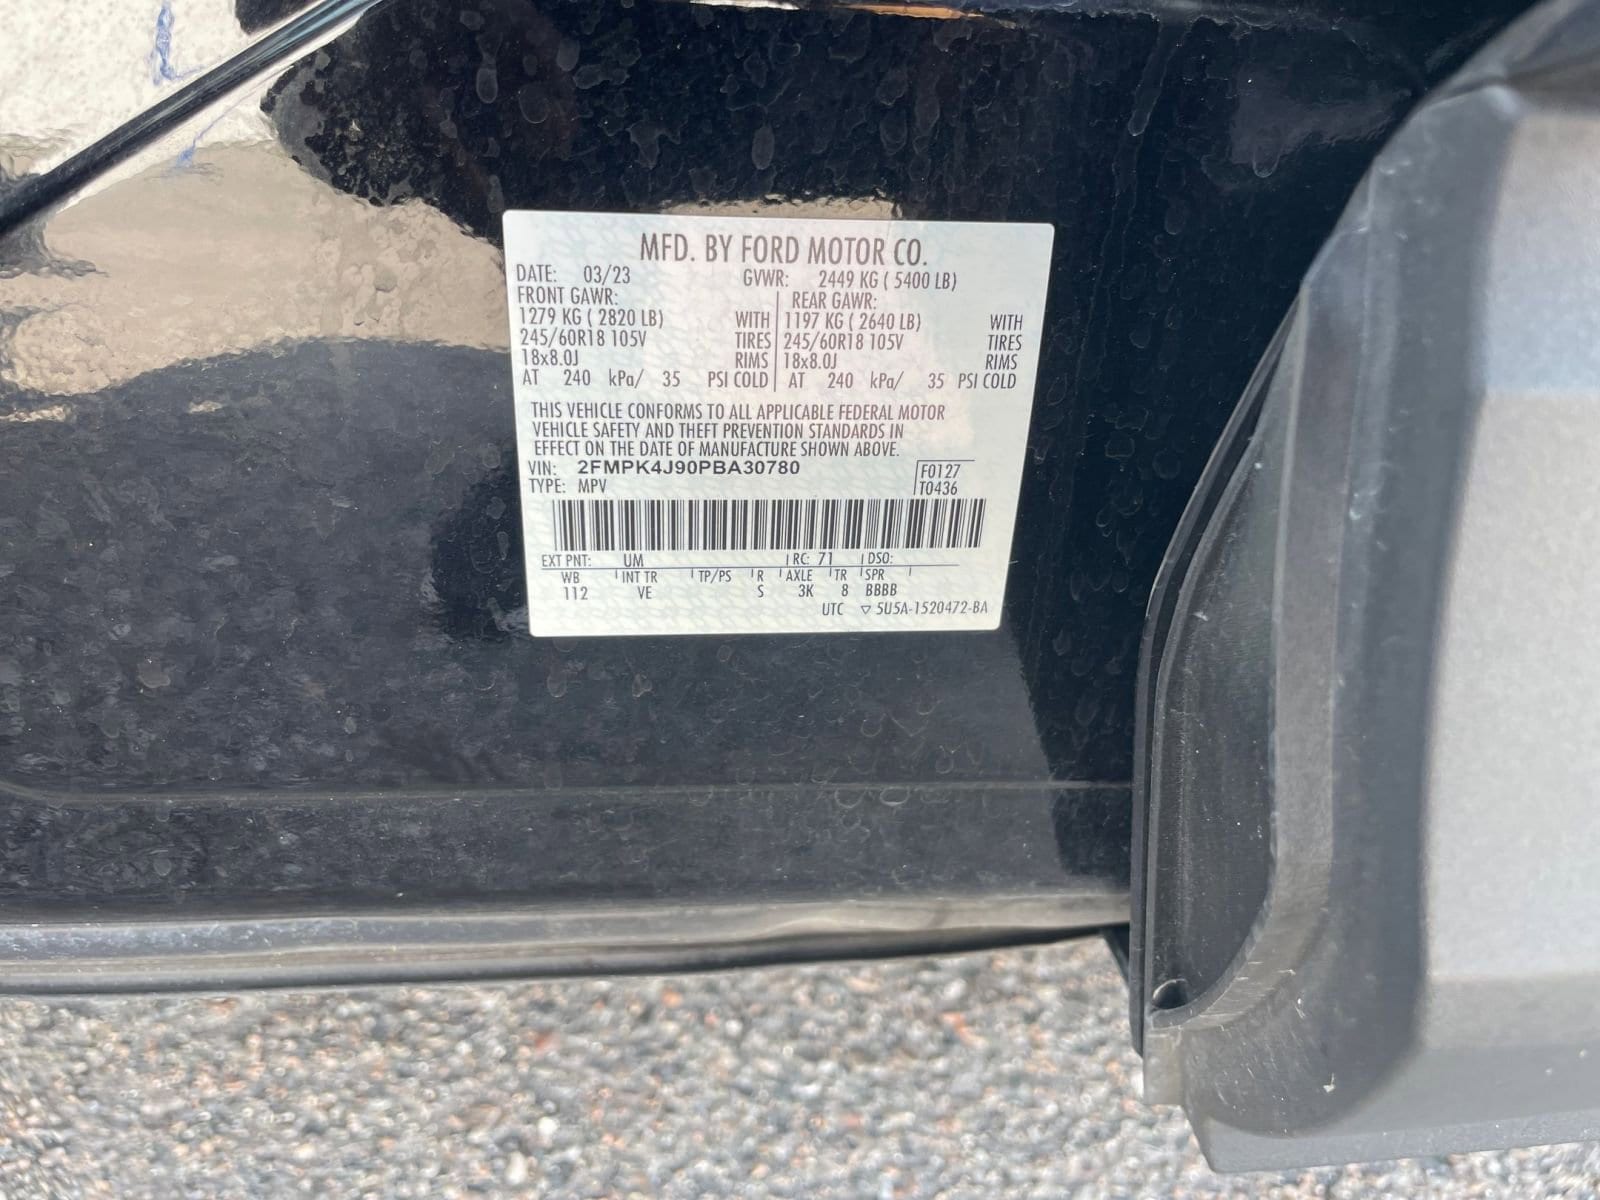 MFD. BY FORD MOTOR CO.
DATE: 03/23 GVWR: 2449 KG ( 5400 LB)
FRONT GAWR: REAR GAWR:
1279 KG ( 2820 LB) WITH 1197 KG ( 2640 LB) WITH
245/60R18 105V TIRES 245/60R18 105V TIRES
18x8.0J RIMS 18x8.0J RIMS
AT 240 kPa/ 35 PSI COLD AT 240 kPa/ 35 PSI COLD
THIS VEHICLE CONFORMS TO ALL APPLICABLE FEDERAL MOTOR
VEHICLE SAFETY AND THEFT PREVENTION STANDARDS IN
EFFECT ON THE DATE OF MANUFACTURE SHOWN ABOVE.
VIN: 2FMPK4J90PBA30780 F0127
TYPE: MPV T0436
EXT PNT: UM RC: 71 DSO:
WB INT TR TP/PS R AXLE TR SPR
112 VE S 3K 8 BBBB
UTC ▽ 5U5A-1520472-BA